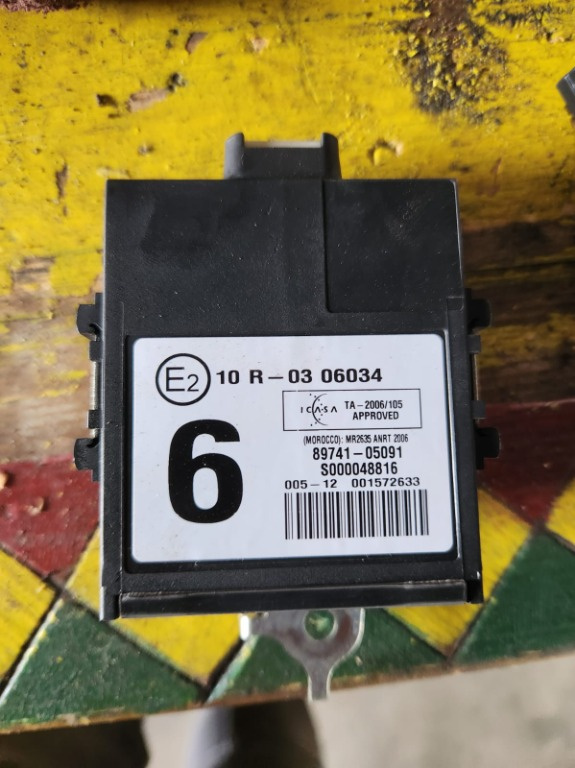 E2 10 R-03 06034
ICASA TA-2006/105
APPROVED
(MOROCCO): MR2635 ANRT 2006
6
89741-05091
S000048816
005-12 001572633